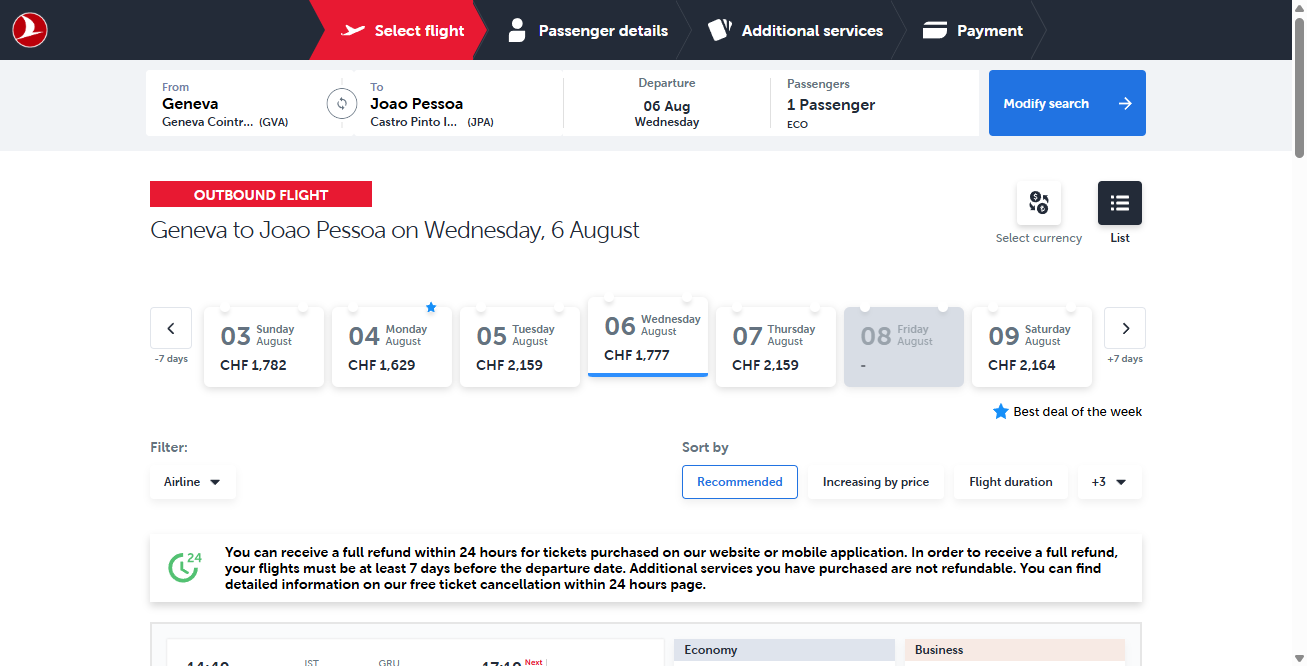 Select flight
Passenger details
Additional services
Payment
From
Geneva
Geneva Cointr... (GVA)
To
Joao Pessoa
Castro Pinto I... (JPA)
Departure
06 Aug
Wednesday
Passengers
1 Passenger
ECO
Modify search
OUTBOUND FLIGHT
Geneva to Joao Pessoa on Wednesday, 6 August
Select currency
List
-7 days
03 Sunday August
CHF 1,782
04 Monday August
CHF 1,629
05 Tuesday August
CHF 2,159
06 Wednesday August
CHF 1,777
07 Thursday August
CHF 2,159
08 Friday August
-
09 Saturday August
CHF 2,164
+7 days
Best deal of the week
Filter:
Airline
Sort by
Recommended
Increasing by price
Flight duration
+3
24
You can receive a full refund within 24 hours for tickets purchased on our website or mobile application. In order to receive a full refund,
your flights must be at least 7 days before the departure date. Additional services you have purchased are not refundable. You can find
detailed information on our free ticket cancellation within 24 hours page.
14:40
IST
GRU
17:10
Next
Economy
Business